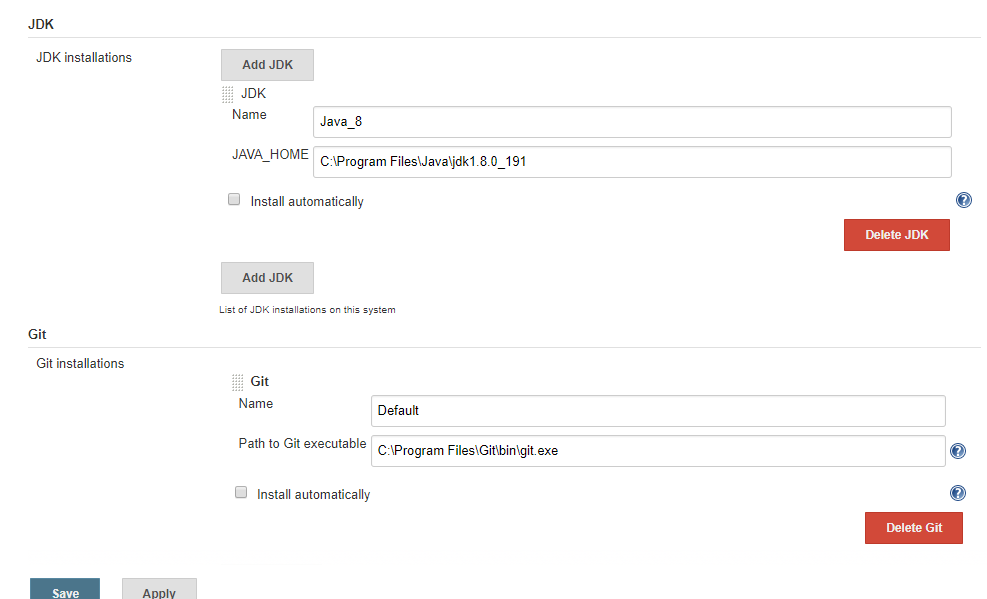 JDK
JDK installations
Add JDK
JDK
Name
Java_8
JAVA_HOME
C:\Program Files\Java\jdk1.8.0_191
Install automatically
?
Delete JDK
Add JDK
List of JDK installations on this system
Git
Git installations
Git
Name
Default
Path to Git executable
C:\Program Files\Git\bin\git.exe
?
Install automatically
?
Delete Git
Save
Apply